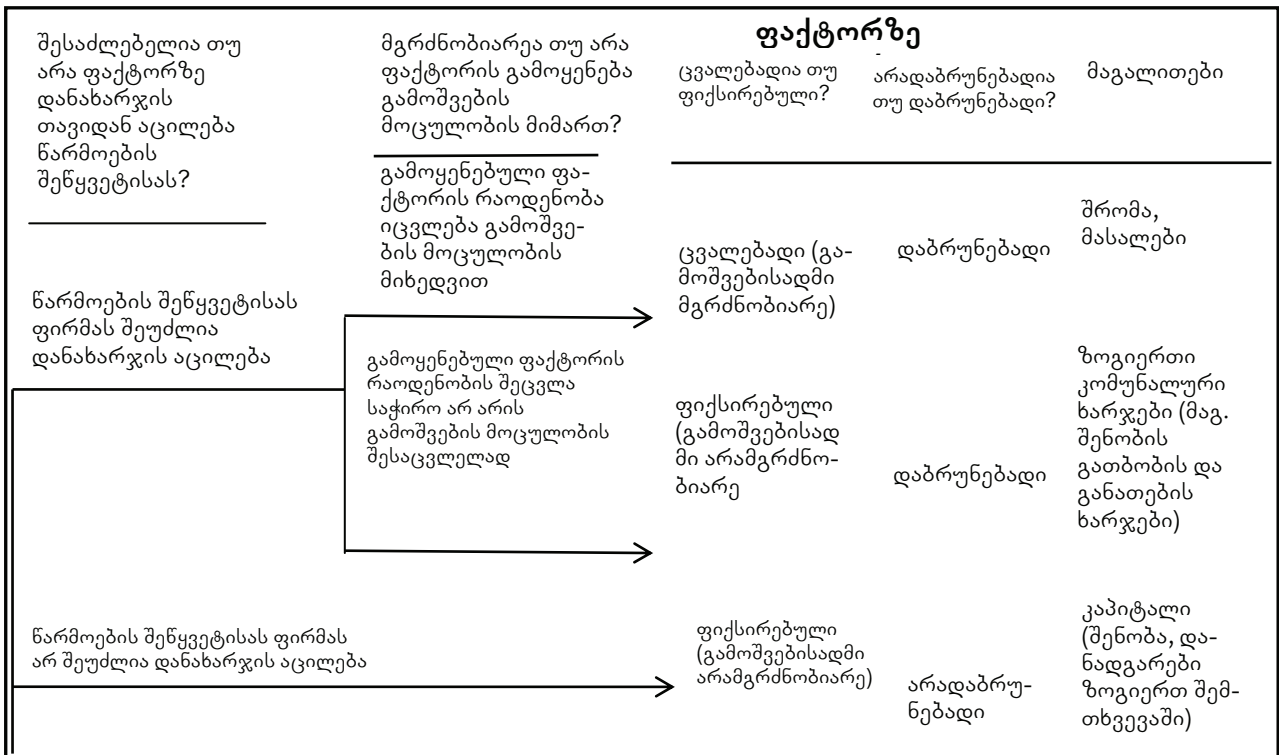 ფაქტორზე
შესაძლებელია თუ
არა ფაქტორზე
დანახარჯის
თავიდან აცილება
წარმოების
შეწყვეტისას?
მგრძნობიარეა თუ არა
ფაქტორის გამოყენება
გამოშვების
მოცულობის მიმართ?
ცვალებადია თუ
ფიქსირებული?
არადაბრუნებადია
თუ დაბრუნებადი?
მაგალითები
წარმოების შეწყვეტისას
ფირმას შეუძლია
დანახარჯის აცილება
გამოყენებული ფა-
ქტორის რაოდენობა
იცვლება გამოშვე-
ბის მოცულობის
მიხედვით
ცვალებადი (გა-
მოშვებისადმი
მგრძნობიარე)
დაბრუნებადი
შრომა,
მასალები
გამოყენებული ფაქტორის
რაოდენობის შეცვლა
საჭირო არ არის
გამოშვების მოცულობის
შესაცვლელად
ფიქსირებული
(გამოშვებისად
მი არამგრძნო-
ბიარე
დაბრუნებადი
ზოგიერთი
კომუნალური
ხარჯები (მაგ.
შენობის
გათბობის და
განათების
ხარჯები)
წარმოების შეწყვეტისას ფირმას
არ შეუძლია დანახარჯის აცილება
ფიქსირებული
(გამოშვებისადმი
არამგრძნობიარე)
არადაბრუ-
ნებადი
კაპიტალი
(შენობა, და-
ნადგარები
ზოგიერთ შემ-
თხვევაში)